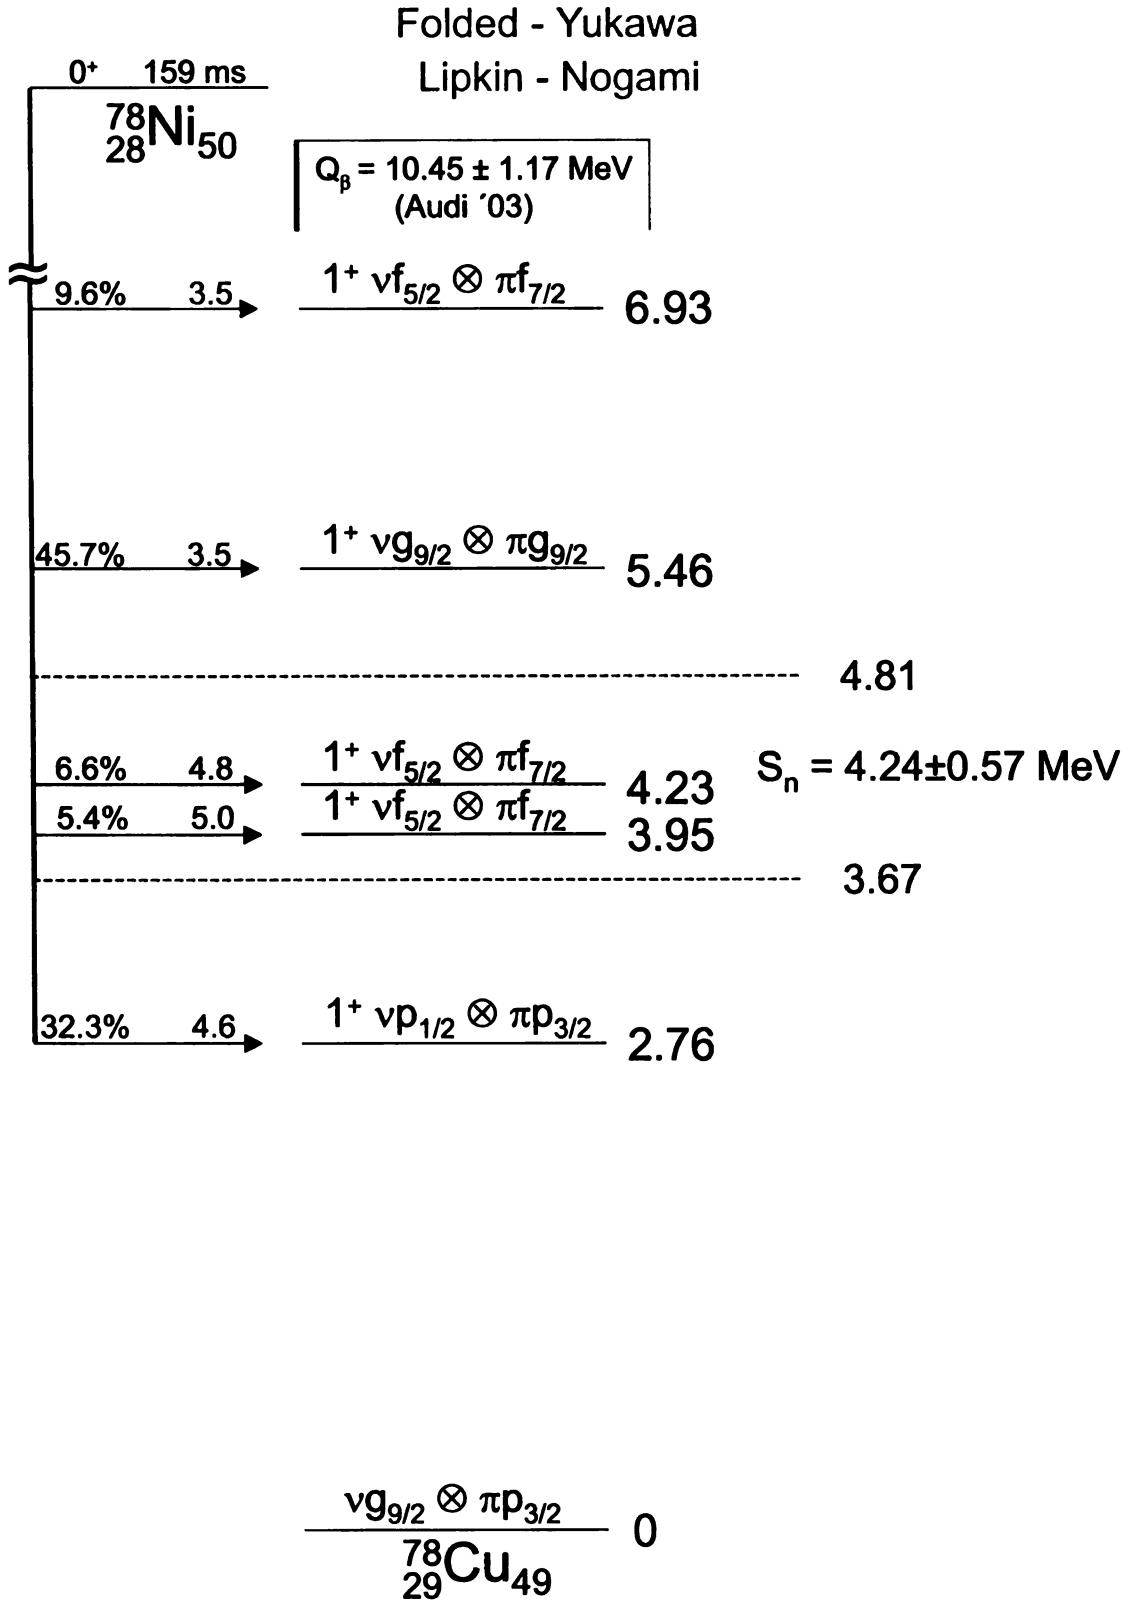 Folded - Yukawa
Lipkin - Nogami
0⁺ 159 ms
⁷⁸₂₈Ni₅₀
Qᵦ = 10.45 ± 1.17 MeV
(Audi ´03)
9.6% 3.5 1⁺ νf₅/₂ ⊗ πf₇/₂ 6.93
45.7% 3.5 1⁺ νg₉/₂ ⊗ πg₉/₂ 5.46
4.81
6.6% 4.8 1⁺ νf₅/₂ ⊗ πf₇/₂ 4.23 Sₙ = 4.24±0.57 MeV
5.4% 5.0 1⁺ νf₅/₂ ⊗ πf₇/₂ 3.95
3.67
32.3% 4.6 1⁺ νp₁/₂ ⊗ πp₃/₂ 2.76
νg₉/₂ ⊗ πp₃/₂ 0
⁷⁸₂₉Cu₄₉